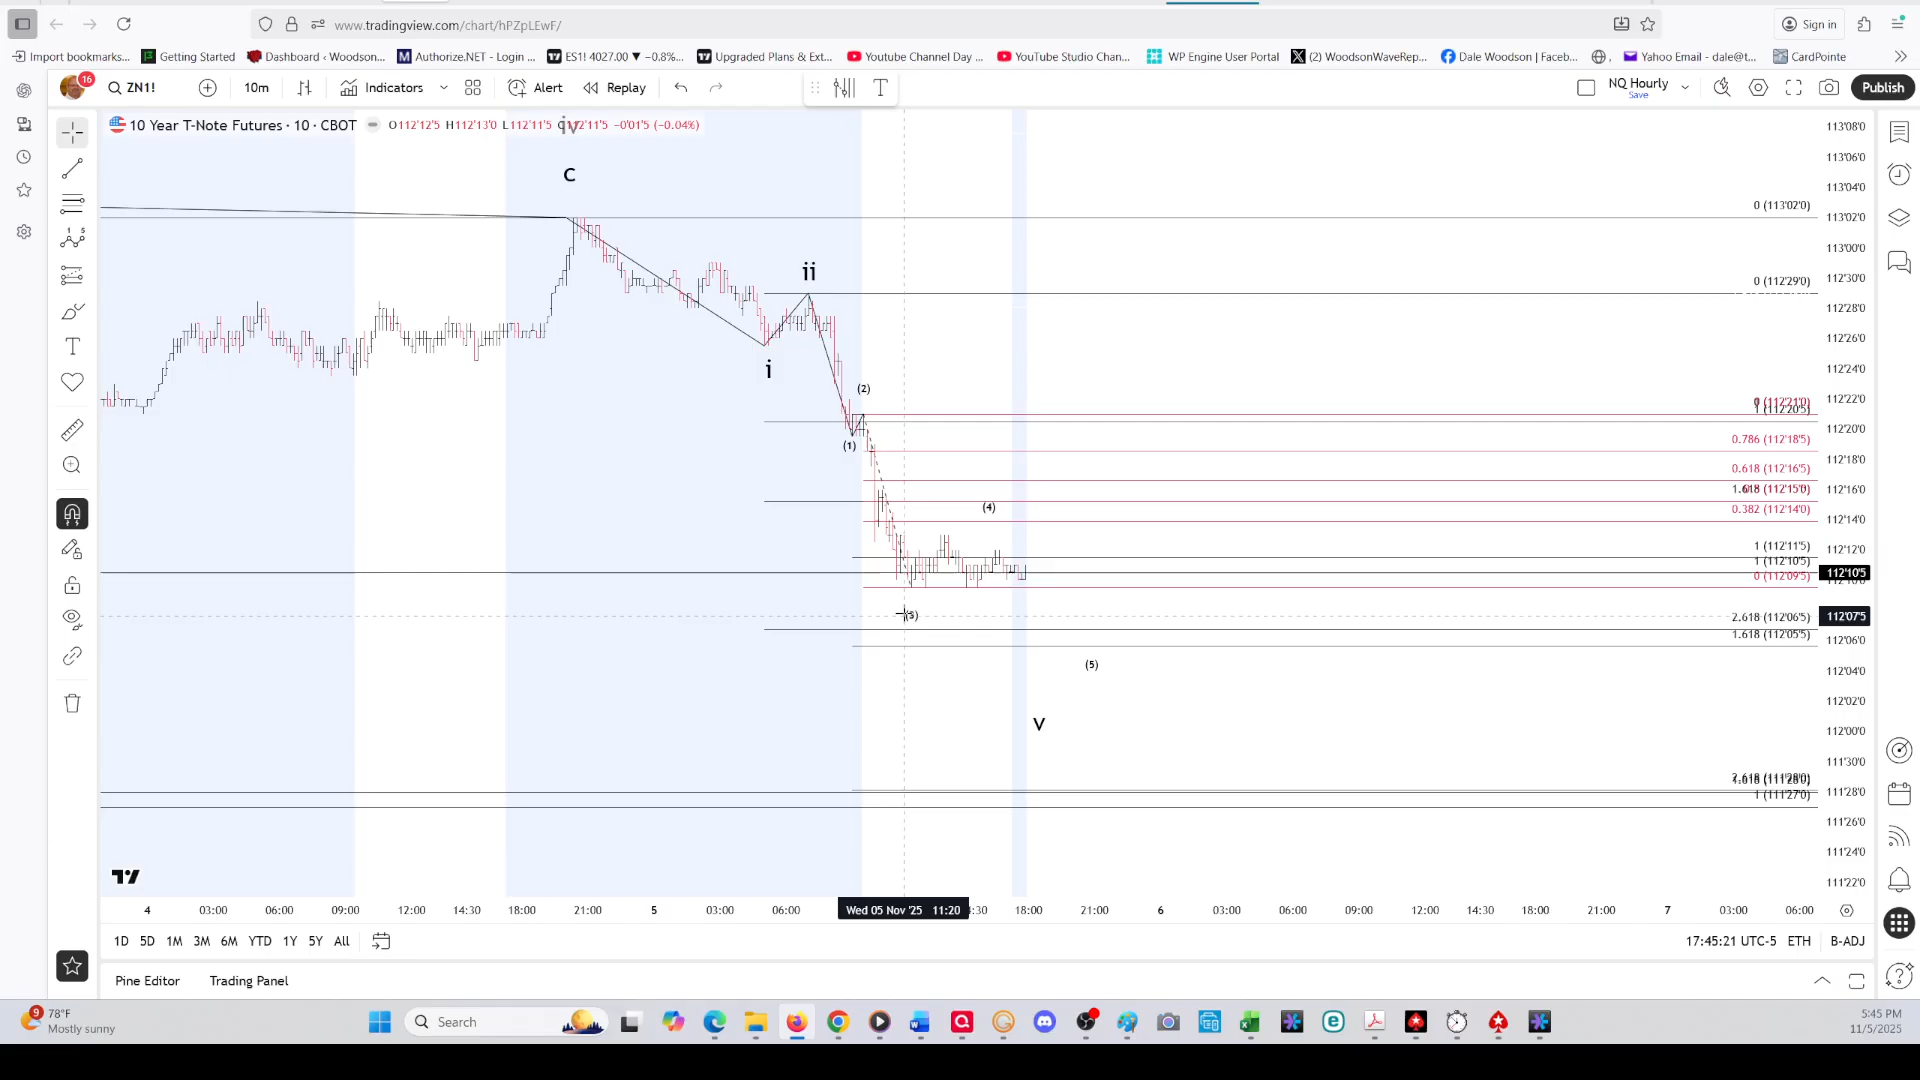 www.tradingview.com/chart/hPZpLEwF/
Sign in
Import bookmarks...
Getting Started
Dashboard ‹ Woodson...
Authorize.NET - Login ...
ES1! 4027.00 ▼ −0.8%...
Upgraded Plans & Ext...
Youtube Channel Day ...
YouTube Studio Chan...
WP Engine User Portal
(2) WoodsonWaveRep...
Dale Woodson | Faceb...
Yahoo Email - dale@t...
CardPointe
16
ZN1!
10m
Indicators
Alert
Replay
NQ Hourly
Save
Publish
10 Year T-Note Futures · 10 · CBOT
O112'12'5 H112'13'0 L112'11'5 C112'11'5 −0'01'5 (−0.04%)
iv
c
ii
i
(2)
(1)
(4)
(5)
v
0 (113'02'0)
0 (112'29'0)
1 (112'20'5)
0.786 (112'18'5)
0.618 (112'16'5)
0.382 (112'14'0)
1 (112'11'5)
1 (112'10'5)
0 (112'09'5)
2.618 (112'06'5)
1.618 (112'05'5)
1 (111'27'0)
113'08'0
113'06'0
113'04'0
113'02'0
113'00'0
112'30'0
112'28'0
112'26'0
112'24'0
112'22'0
112'20'0
112'18'0
112'16'0
112'14'0
112'12'0
112'10'5
112'07'5
112'06'0
112'04'0
112'02'0
112'00'0
111'30'0
111'28'0
111'26'0
111'24'0
111'22'0
4
03:00
06:00
09:00
12:00
14:30
18:00
21:00
5
03:00
06:00
Wed 05 Nov '25 11:20
:30
18:00
21:00
6
03:00
06:00
09:00
12:00
14:30
18:00
21:00
7
03:00
06:00
1D 5D 1M 3M 6M YTD 1Y 5Y All
17:45:21 UTC-5 ETH B-ADJ
Pine Editor
Trading Panel
9
78°F
Mostly sunny
Search
5:45 PM
11/5/2025